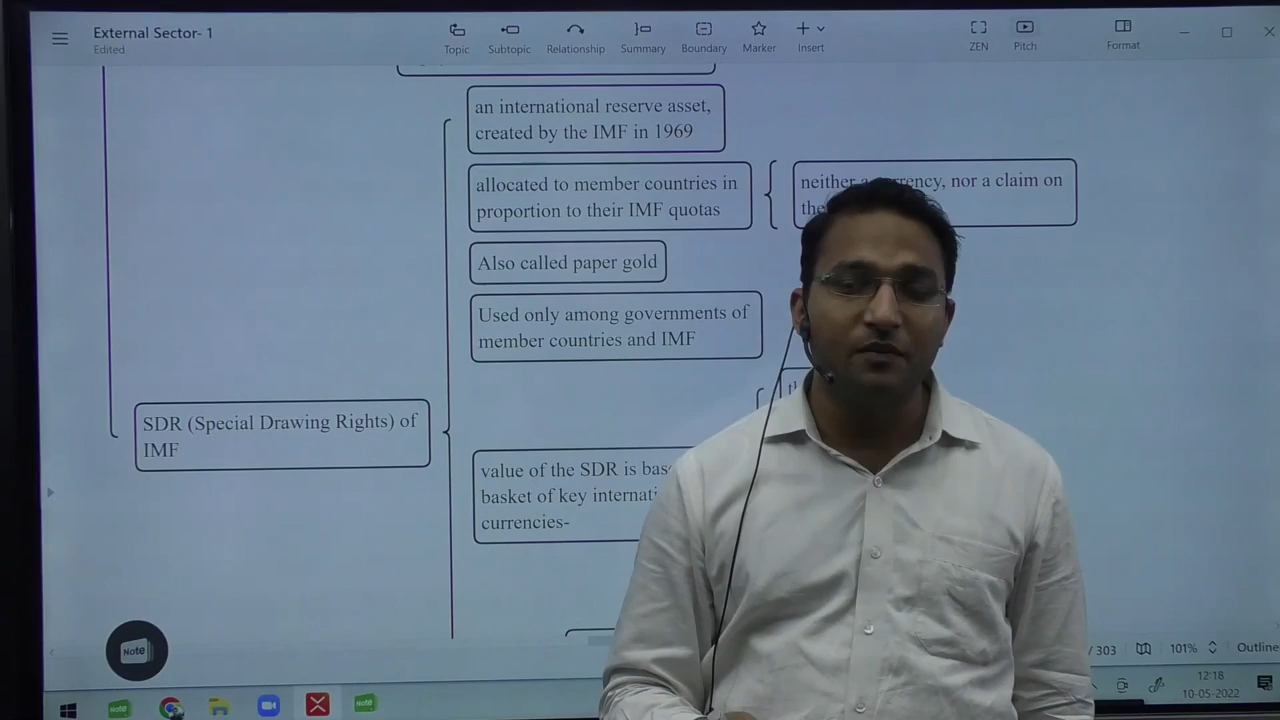 External Sector- 1
Edited
Topic
Subtopic
Relationship
Summary
Boundary
Marker
Insert
ZEN
Pitch
Format
an international reserve asset,
created by the IMF in 1969
allocated to member countries in
proportion to their IMF quotas
neither a currency, nor a claim on
the
Also called paper gold
Used only among governments of
member countries and IMF
SDR (Special Drawing Rights) of
IMF
value of the SDR is
basket of key
currencies-
Note
/ 303
101%
Outline
Note
Note
12:18
10-05-2022